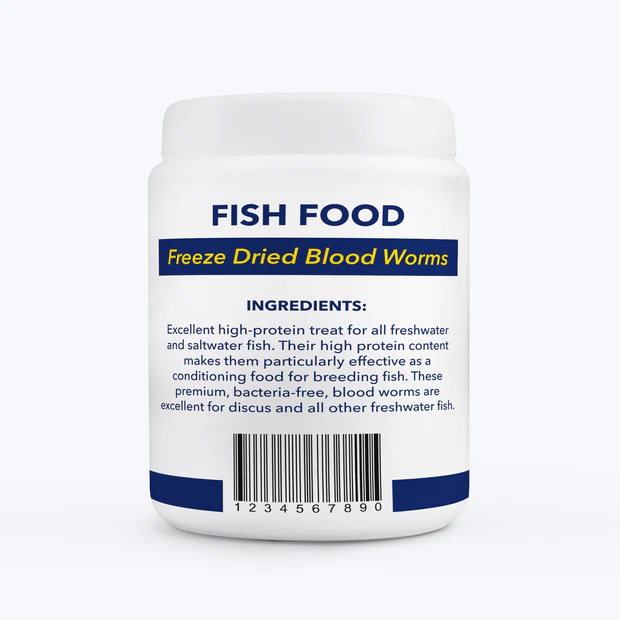 FISH FOOD
Freeze Dried Blood Worms
INGREDIENTS:
Excellent high-protein treat for all freshwater
and saltwater fish. Their high protein content
makes them particularly effective as a
conditioning food for breeding fish. These
premium, bacteria-free, blood worms are
excellent for discus and all other freshwater fish.
1 2 3 4 5 6 7 8 9 0